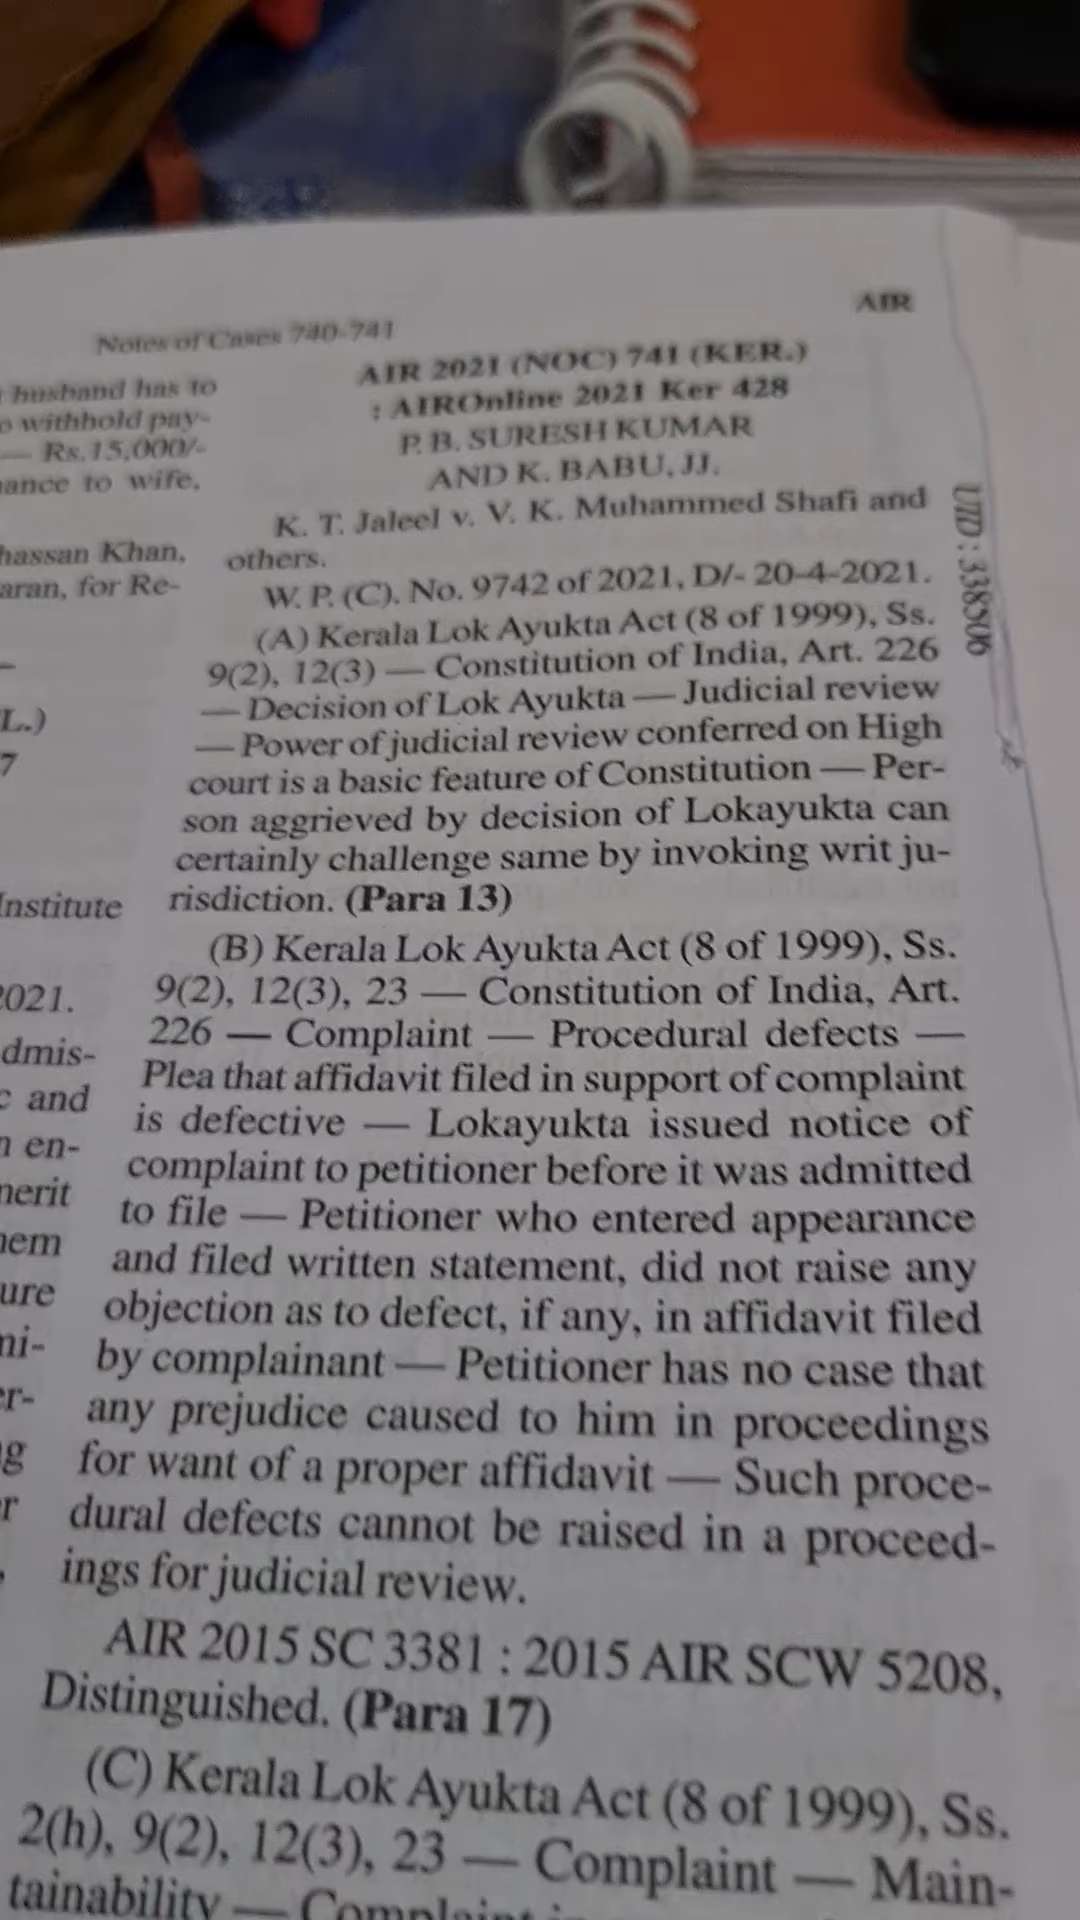 Notes of Cases 740-741
AIR
husband has to
withhold pay-
— Rs.15,000/-
ance to wife,
hassan Khan,
aran, for Re-
L.)
7
Institute
2021.
dmis-
c and
n en-
nerit
nem
ure
ni-
er-
g
r
AIR 2021 (NOC) 741 (KER.)
: AIROnline 2021 Ker 428
P. B. SURESH KUMAR
AND K. BABU, JJ.
K. T. Jaleel v. V. K. Muhammed Shafi and
others.
W. P. (C). No. 9742 of 2021, D/- 20-4-2021.
(A) Kerala Lok Ayukta Act (8 of 1999), Ss.
9(2), 12(3) — Constitution of India, Art. 226
— Decision of Lok Ayukta — Judicial review
— Power of judicial review conferred on High
court is a basic feature of Constitution — Per-
son aggrieved by decision of Lokayukta can
certainly challenge same by invoking writ ju-
risdiction. (Para 13)
(B) Kerala Lok Ayukta Act (8 of 1999), Ss.
9(2), 12(3), 23 — Constitution of India, Art.
226 — Complaint — Procedural defects —
Plea that affidavit filed in support of complaint
is defective — Lokayukta issued notice of
complaint to petitioner before it was admitted
to file — Petitioner who entered appearance
and filed written statement, did not raise any
objection as to defect, if any, in affidavit filed
by complainant — Petitioner has no case that
any prejudice caused to him in proceedings
for want of a proper affidavit — Such proce-
dural defects cannot be raised in a proceed-
ings for judicial review.
AIR 2015 SC 3381 : 2015 AIR SCW 5208,
Distinguished. (Para 17)
(C) Kerala Lok Ayukta Act (8 of 1999), Ss.
2(h), 9(2), 12(3), 23 — Complaint — Main-
tainability — Complaint
UID : 338506